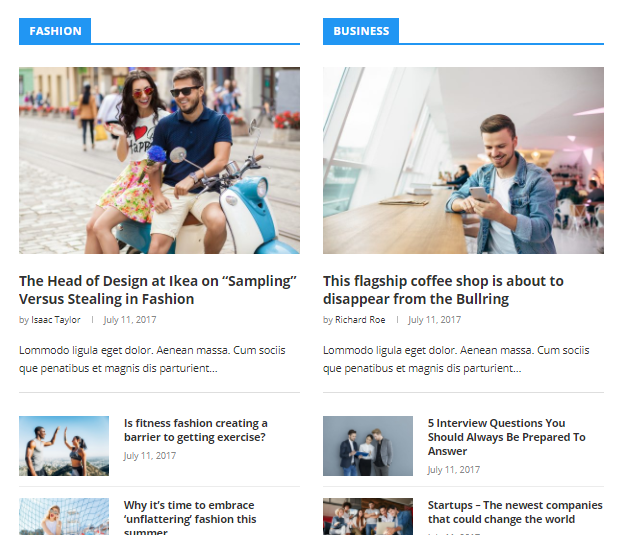 FASHION
The Head of Design at Ikea on “Sampling”
Versus Stealing in Fashion
by Isaac Taylor | July 11, 2017
Lommodo ligula eget dolor. Aenean massa. Cum sociis
que penatibus et magnis dis parturient...
Is fitness fashion creating a
barrier to getting exercise?
July 11, 2017
Why it’s time to embrace
‘unflattering’ fashion this
summer
BUSINESS
This flagship coffee shop is about to
disappear from the Bullring
by Richard Roe | July 11, 2017
Lommodo ligula eget dolor. Aenean massa. Cum sociis
que penatibus et magnis dis parturient...
5 Interview Questions You
Should Always Be Prepared To
Answer
July 11, 2017
Startups – The newest companies
that could change the world